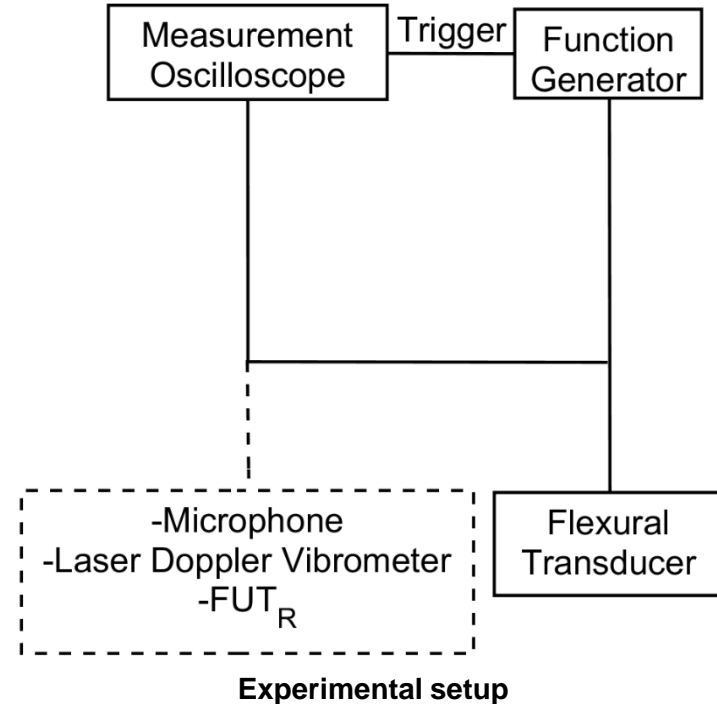 Measurement
Oscilloscope
Trigger
Function
Generator
-Microphone
-Laser Doppler Vibrometer
-FUT_R
Flexural
Transducer
Experimental setup